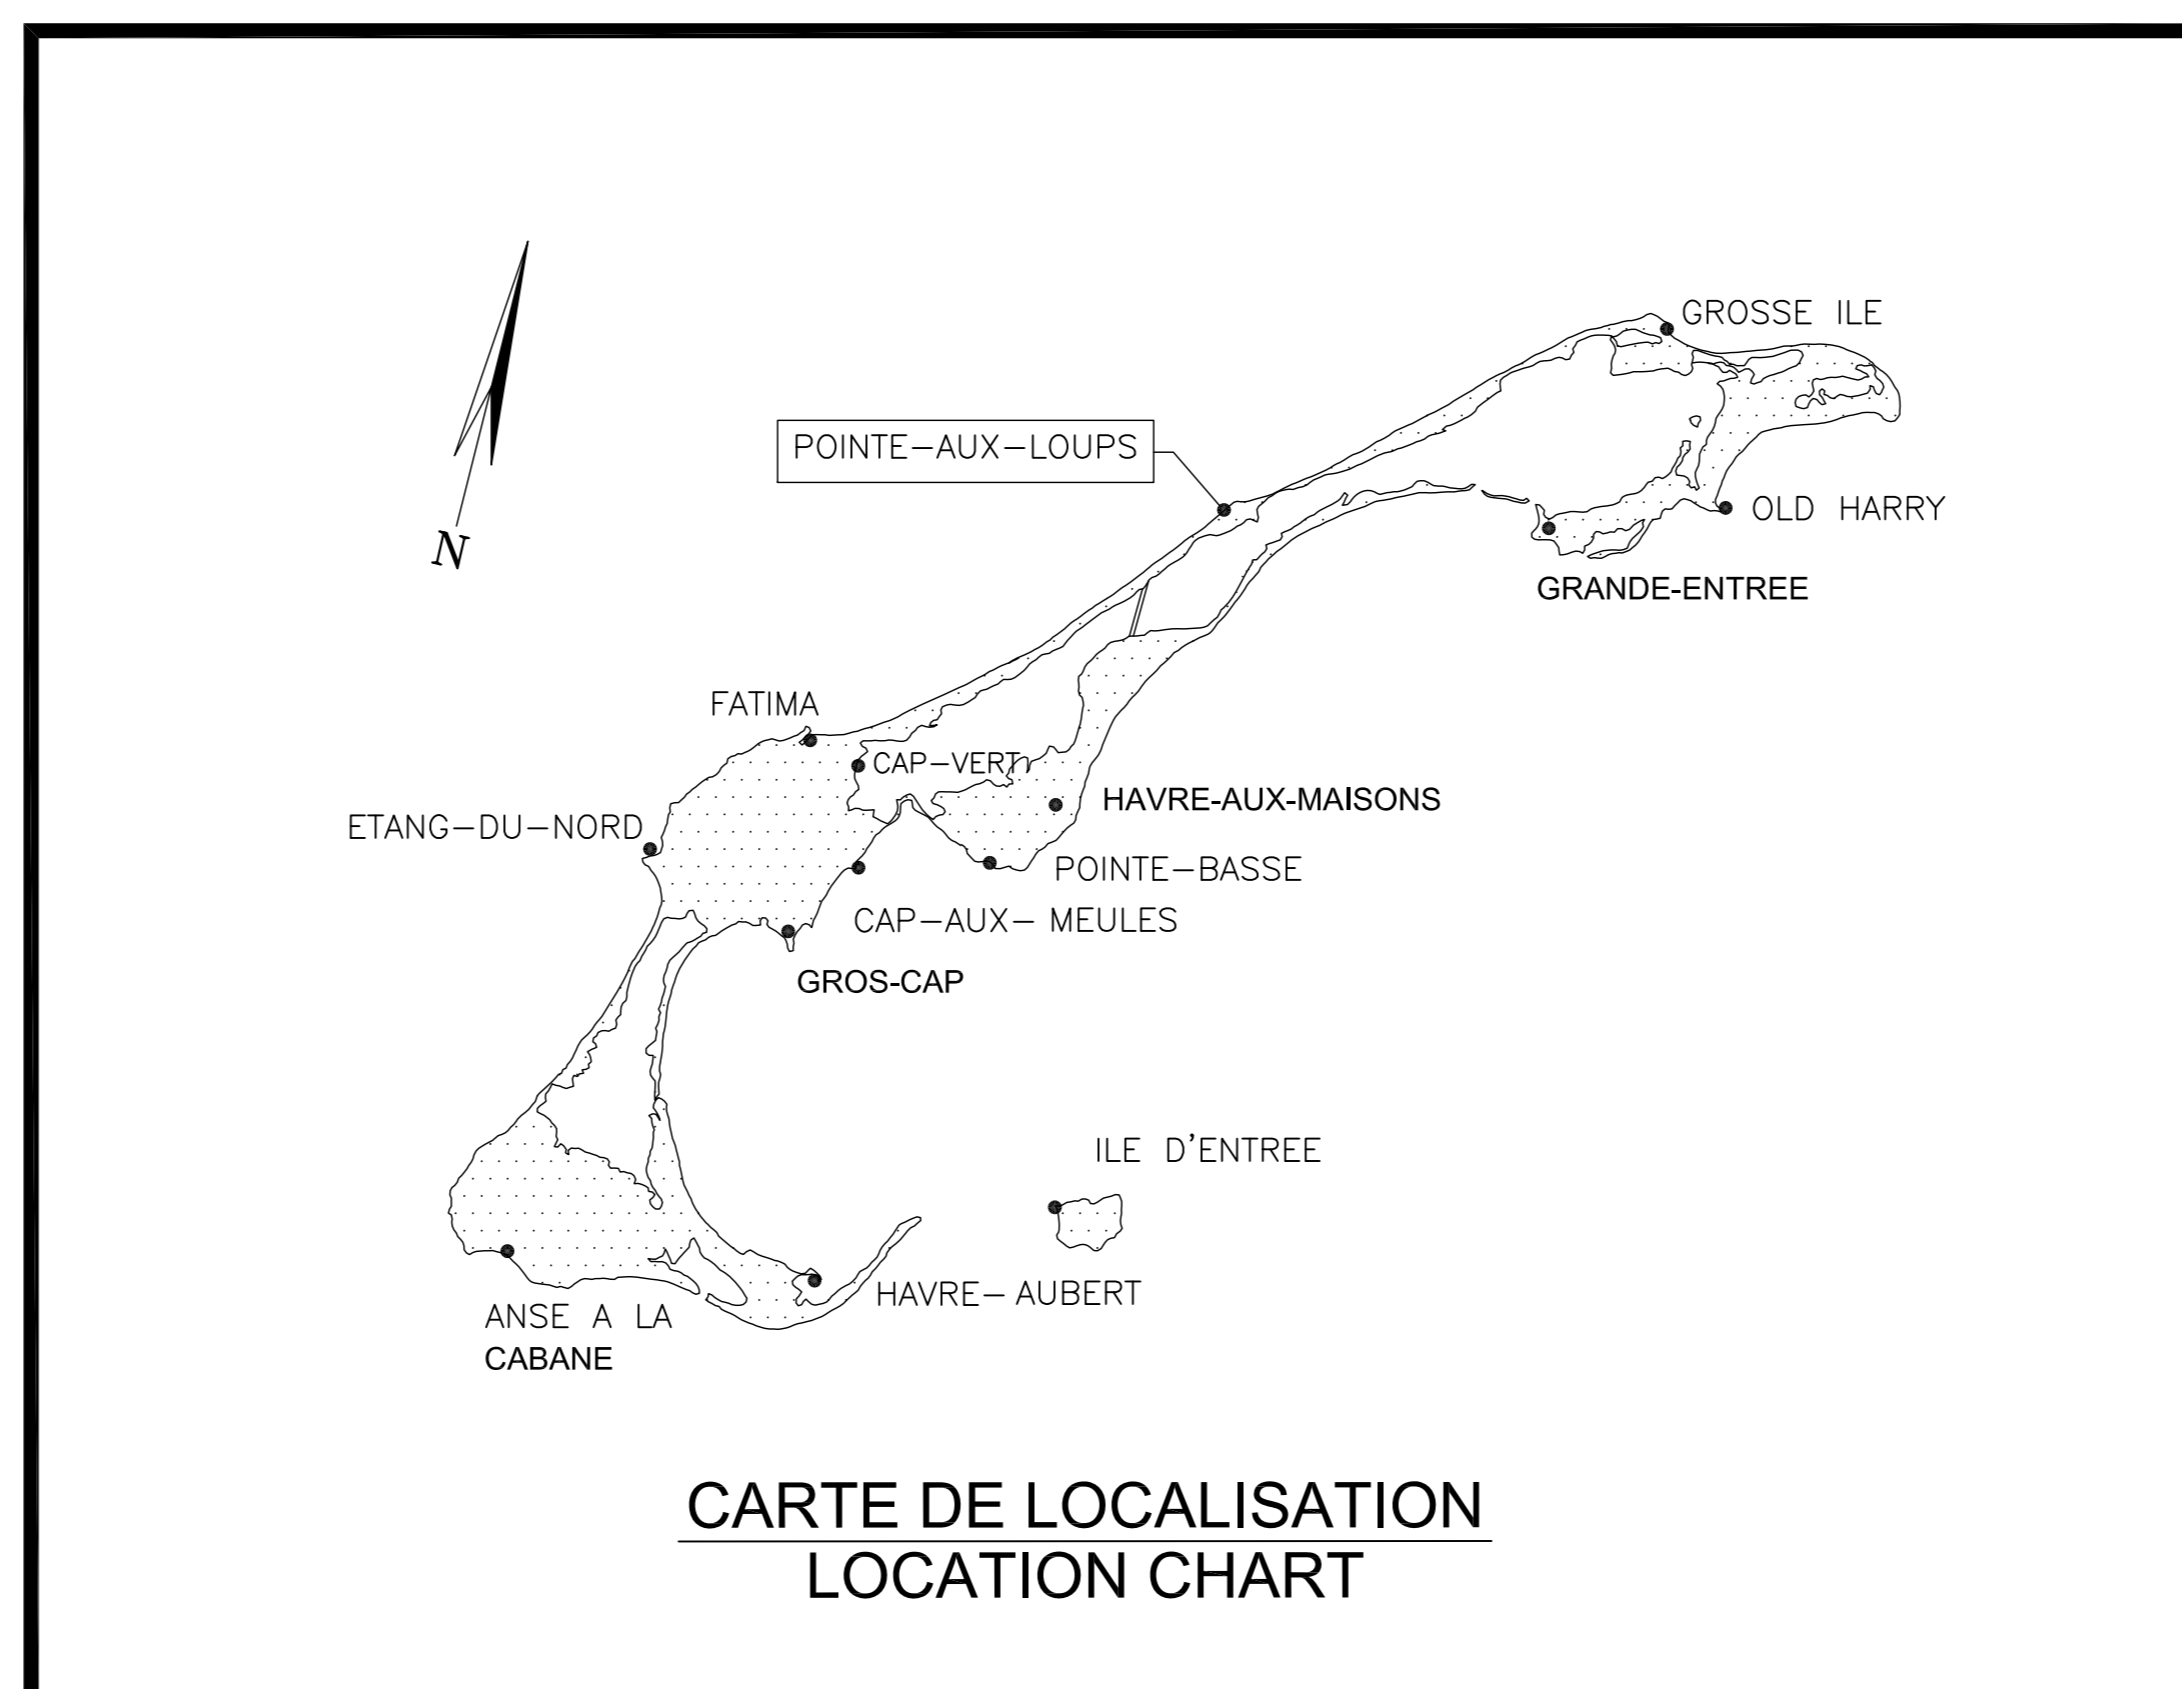 GROSSE ILE
POINTE-AUX-LOUPS
OLD HARRY
N
GRANDE-ENTREE
FATIMA
CAP-VERT
HAVRE-AUX-MAISONS
ETANG-DU-NORD
POINTE-BASSE
CAP-AUX- MEULES
GROS-CAP
ILE D'ENTREE
HAVRE- AUBERT
ANSE A LA
CABANE
CARTE DE LOCALISATION
LOCATION CHART